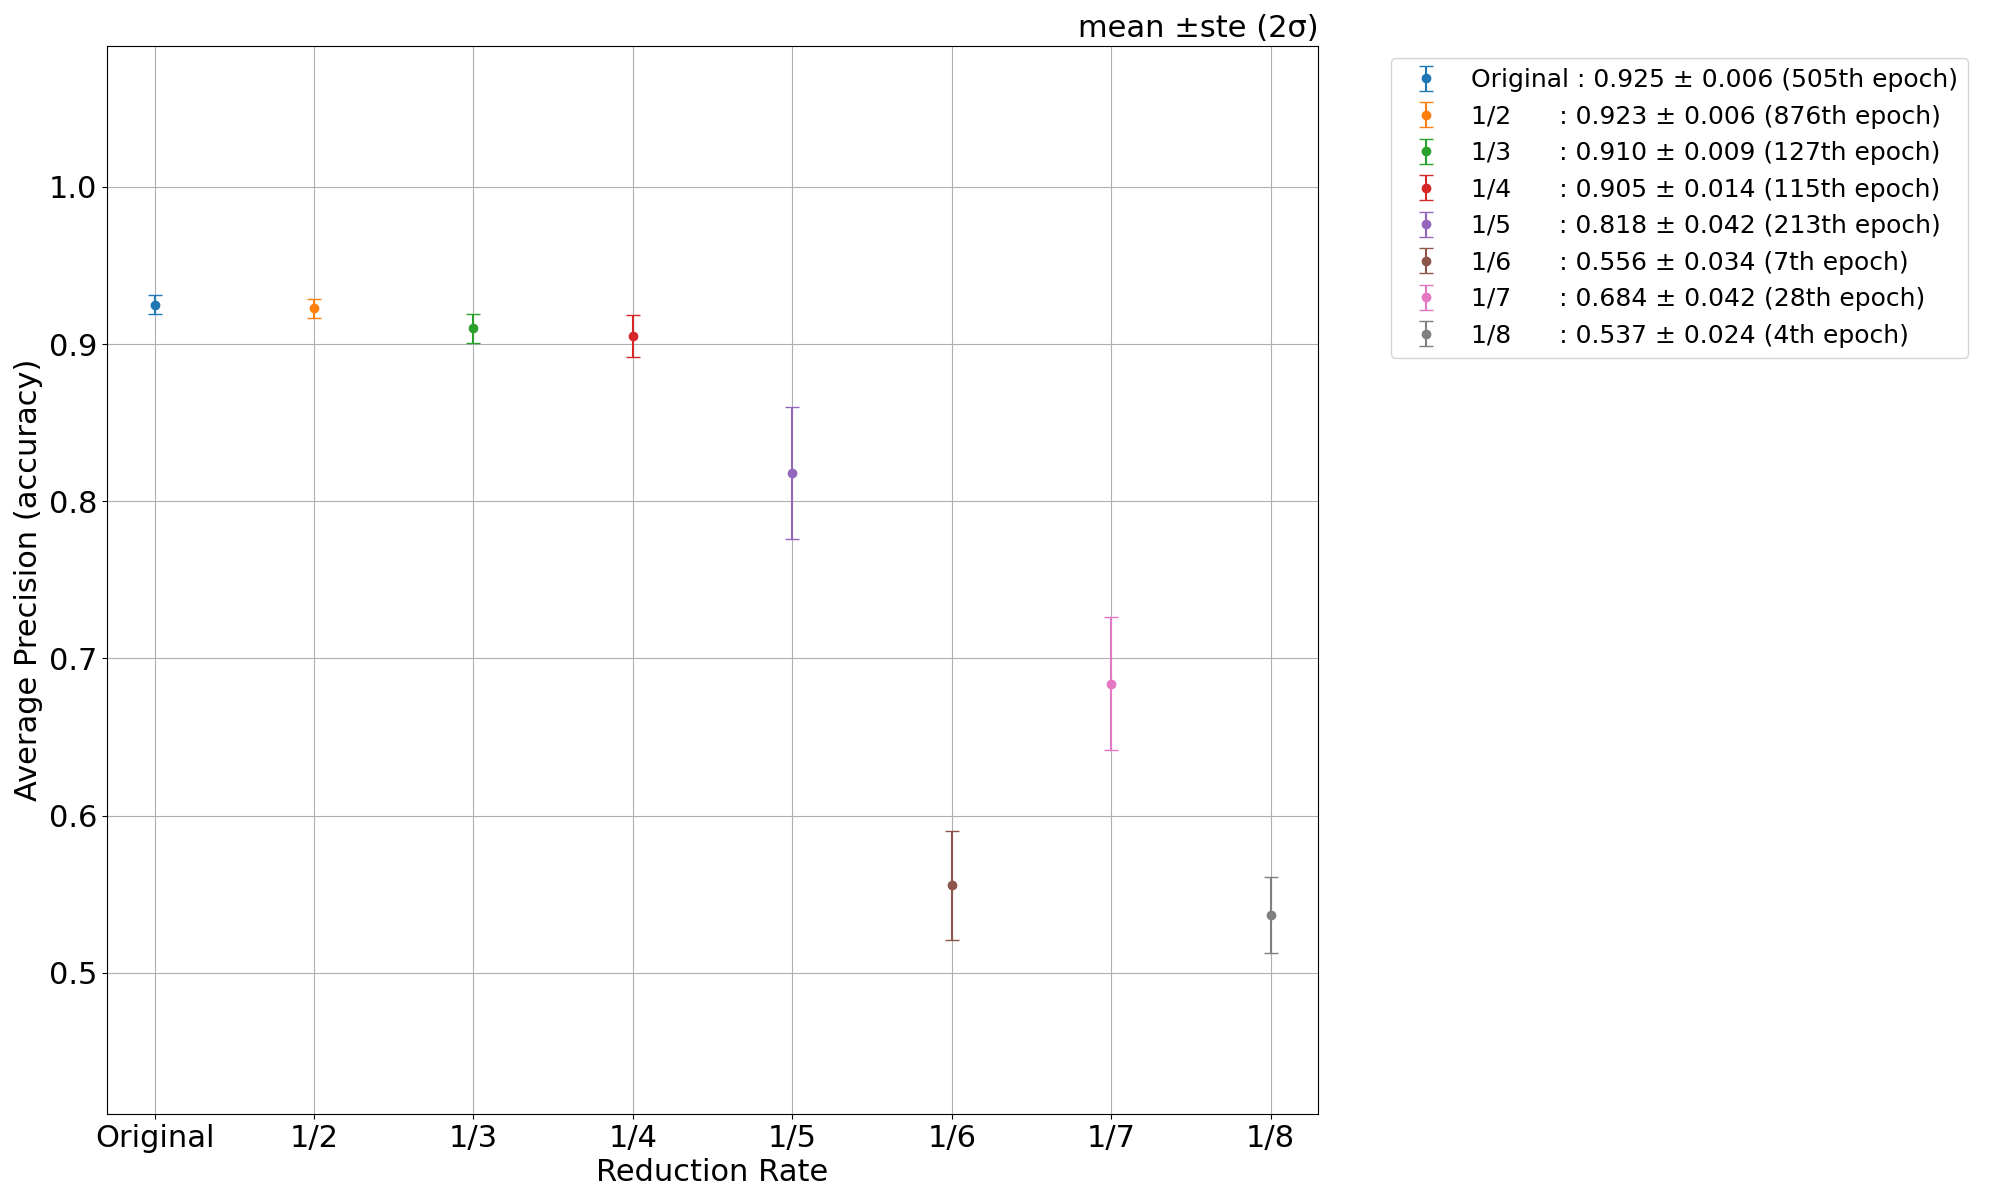 mean ±ste (2σ)
Original : 0.925 ± 0.006 (505th epoch)
1/2 : 0.923 ± 0.006 (876th epoch)
1/3 : 0.910 ± 0.009 (127th epoch)
1/4 : 0.905 ± 0.014 (115th epoch)
1/5 : 0.818 ± 0.042 (213th epoch)
1/6 : 0.556 ± 0.034 (7th epoch)
1/7 : 0.684 ± 0.042 (28th epoch)
1/8 : 0.537 ± 0.024 (4th epoch)
Average Precision (accuracy)
1.0
0.9
0.8
0.7
0.6
0.5
Original 1/2 1/3 1/4 1/5 1/6 1/7 1/8
Reduction Rate